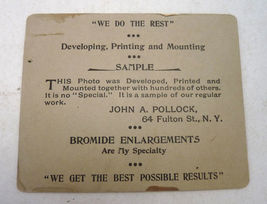 "WE DO THE REST"
***
Developing, Printing and Mounting
SAMPLE
THIS Photo was Developed, Printed and
Mounted together with hundreds of others.
It is no "Special." It is a sample of our regular
work.
JOHN A. POLLOCK,
64 Fulton St., N. Y.
***
BROMIDE ENLARGEMENTS
Are My Specialty
***
"WE GET THE BEST POSSIBLE RESULTS"